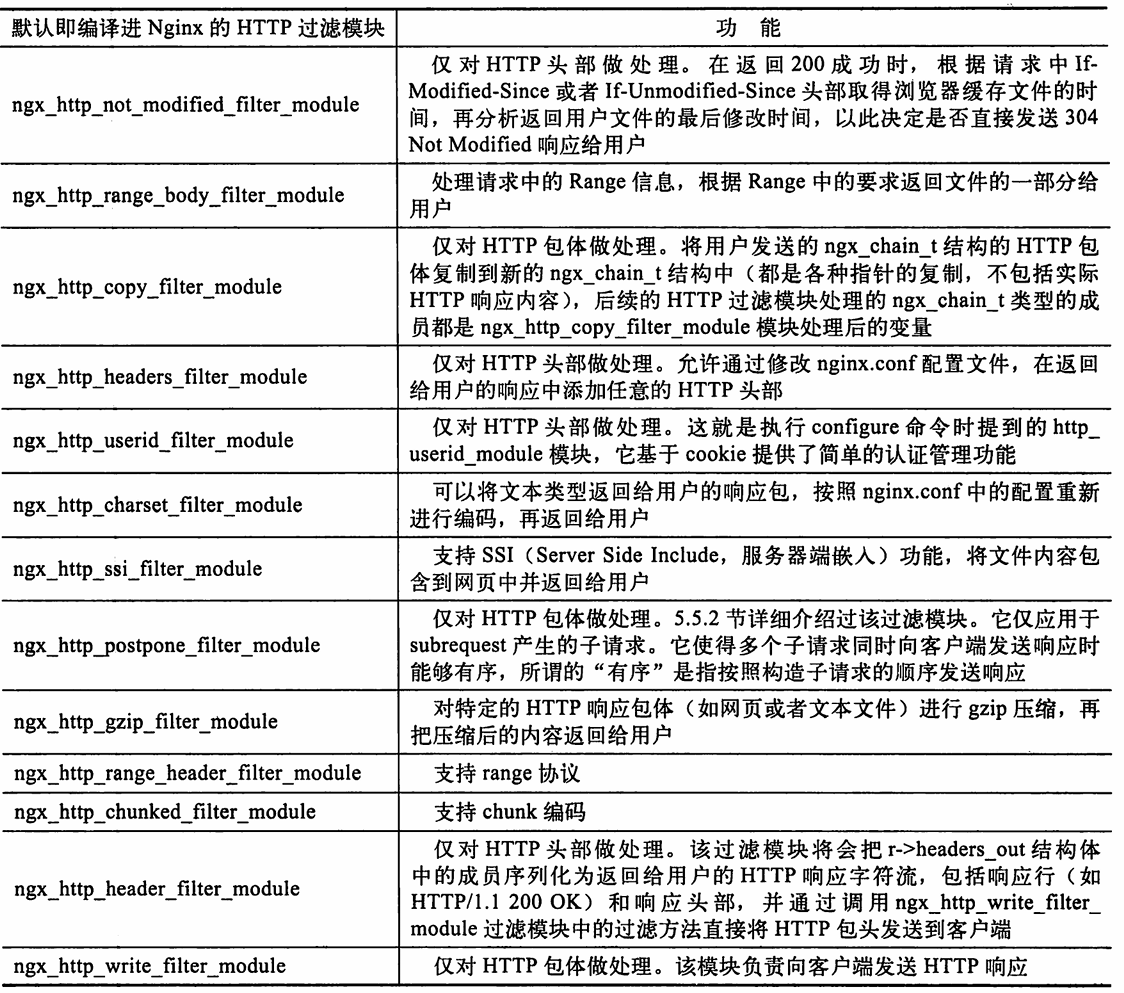 默认即编译进 Nginx 的 HTTP 过滤模块 功 能
ngx_http_not_modified_filter_module
仅对 HTTP 头部做处理。在返回 200 成功时，根据请求中 If-
Modified-Since 或者 If-Unmodified-Since 头部取得浏览器缓存文件的时
间，再分析返回用户文件的最后修改时间，以此决定是否直接发送 304
Not Modified 响应给用户
ngx_http_range_body_filter_module
处理请求中的 Range 信息，根据 Range 中的要求返回文件的一部分给
用户
ngx_http_copy_filter_module
仅对 HTTP 包体做处理。将用户发送的 ngx_chain_t 结构的 HTTP 包
体复制到新的 ngx_chain_t 结构中（都是各种指针的复制，不包括实际
HTTP 响应内容），后续的 HTTP 过滤模块处理的 ngx_chain_t 类型的成
员都是 ngx_http_copy_filter_module 模块处理后的变量
ngx_http_headers_filter_module
仅对 HTTP 头部做处理。允许通过修改 nginx.conf 配置文件，在返回
给用户的响应中添加任意的 HTTP 头部
ngx_http_userid_filter_module
仅对 HTTP 头部做处理。这就是执行 configure 命令时提到的 http_
userid_module 模块，它基于 cookie 提供了简单的认证管理功能
ngx_http_charset_filter_module
可以将文本类型返回给用户的响应包，按照 nginx.conf 中的配置重新
进行编码，再返回给用户
ngx_http_ssi_filter_module
支持 SSI（Server Side Include，服务器端嵌入）功能，将文件内容包
含到网页中并返回给用户
ngx_http_postpone_filter_module
仅对 HTTP 包体做处理。5.5.2 节详细介绍过该过滤模块。它仅应用于
subrequest 产生的子请求。它使得多个子请求同时向客户端发送响应时
能够有序，所谓的“有序”是指按照构造子请求的顺序发送响应
ngx_http_gzip_filter_module
对特定的 HTTP 响应包体（如网页或者文本文件）进行 gzip 压缩，再
把压缩后的内容返回给用户
ngx_http_range_header_filter_module 支持 range 协议
ngx_http_chunked_filter_module 支持 chunk 编码
ngx_http_header_filter_module
仅对 HTTP 头部做处理。该过滤模块将会把 r->headers_out 结构体
中的成员序列化为返回给用户的 HTTP 响应字符流，包括响应行（如
HTTP/1.1 200 OK）和响应头部，并通过调用 ngx_http_write_filter_
module 过滤模块中的过滤方法直接将 HTTP 包头发送到客户端
ngx_http_write_filter_module 仅对 HTTP 包体做处理。该模块负责向客户端发送 HTTP 响应